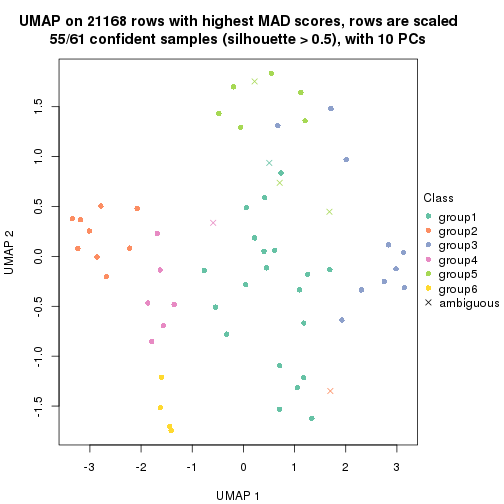 UMAP on 21168 rows with highest MAD scores, rows are scaled
55/61 confident samples (silhouette > 0.5), with 10 PCs
UMAP 2
1.5
1.0
0.5
0.0
-0.5
-1.0
-1.5
-3 -2 -1 0 1 2 3
UMAP 1
Class
group1
group2
group3
group4
group5
group6
ambiguous